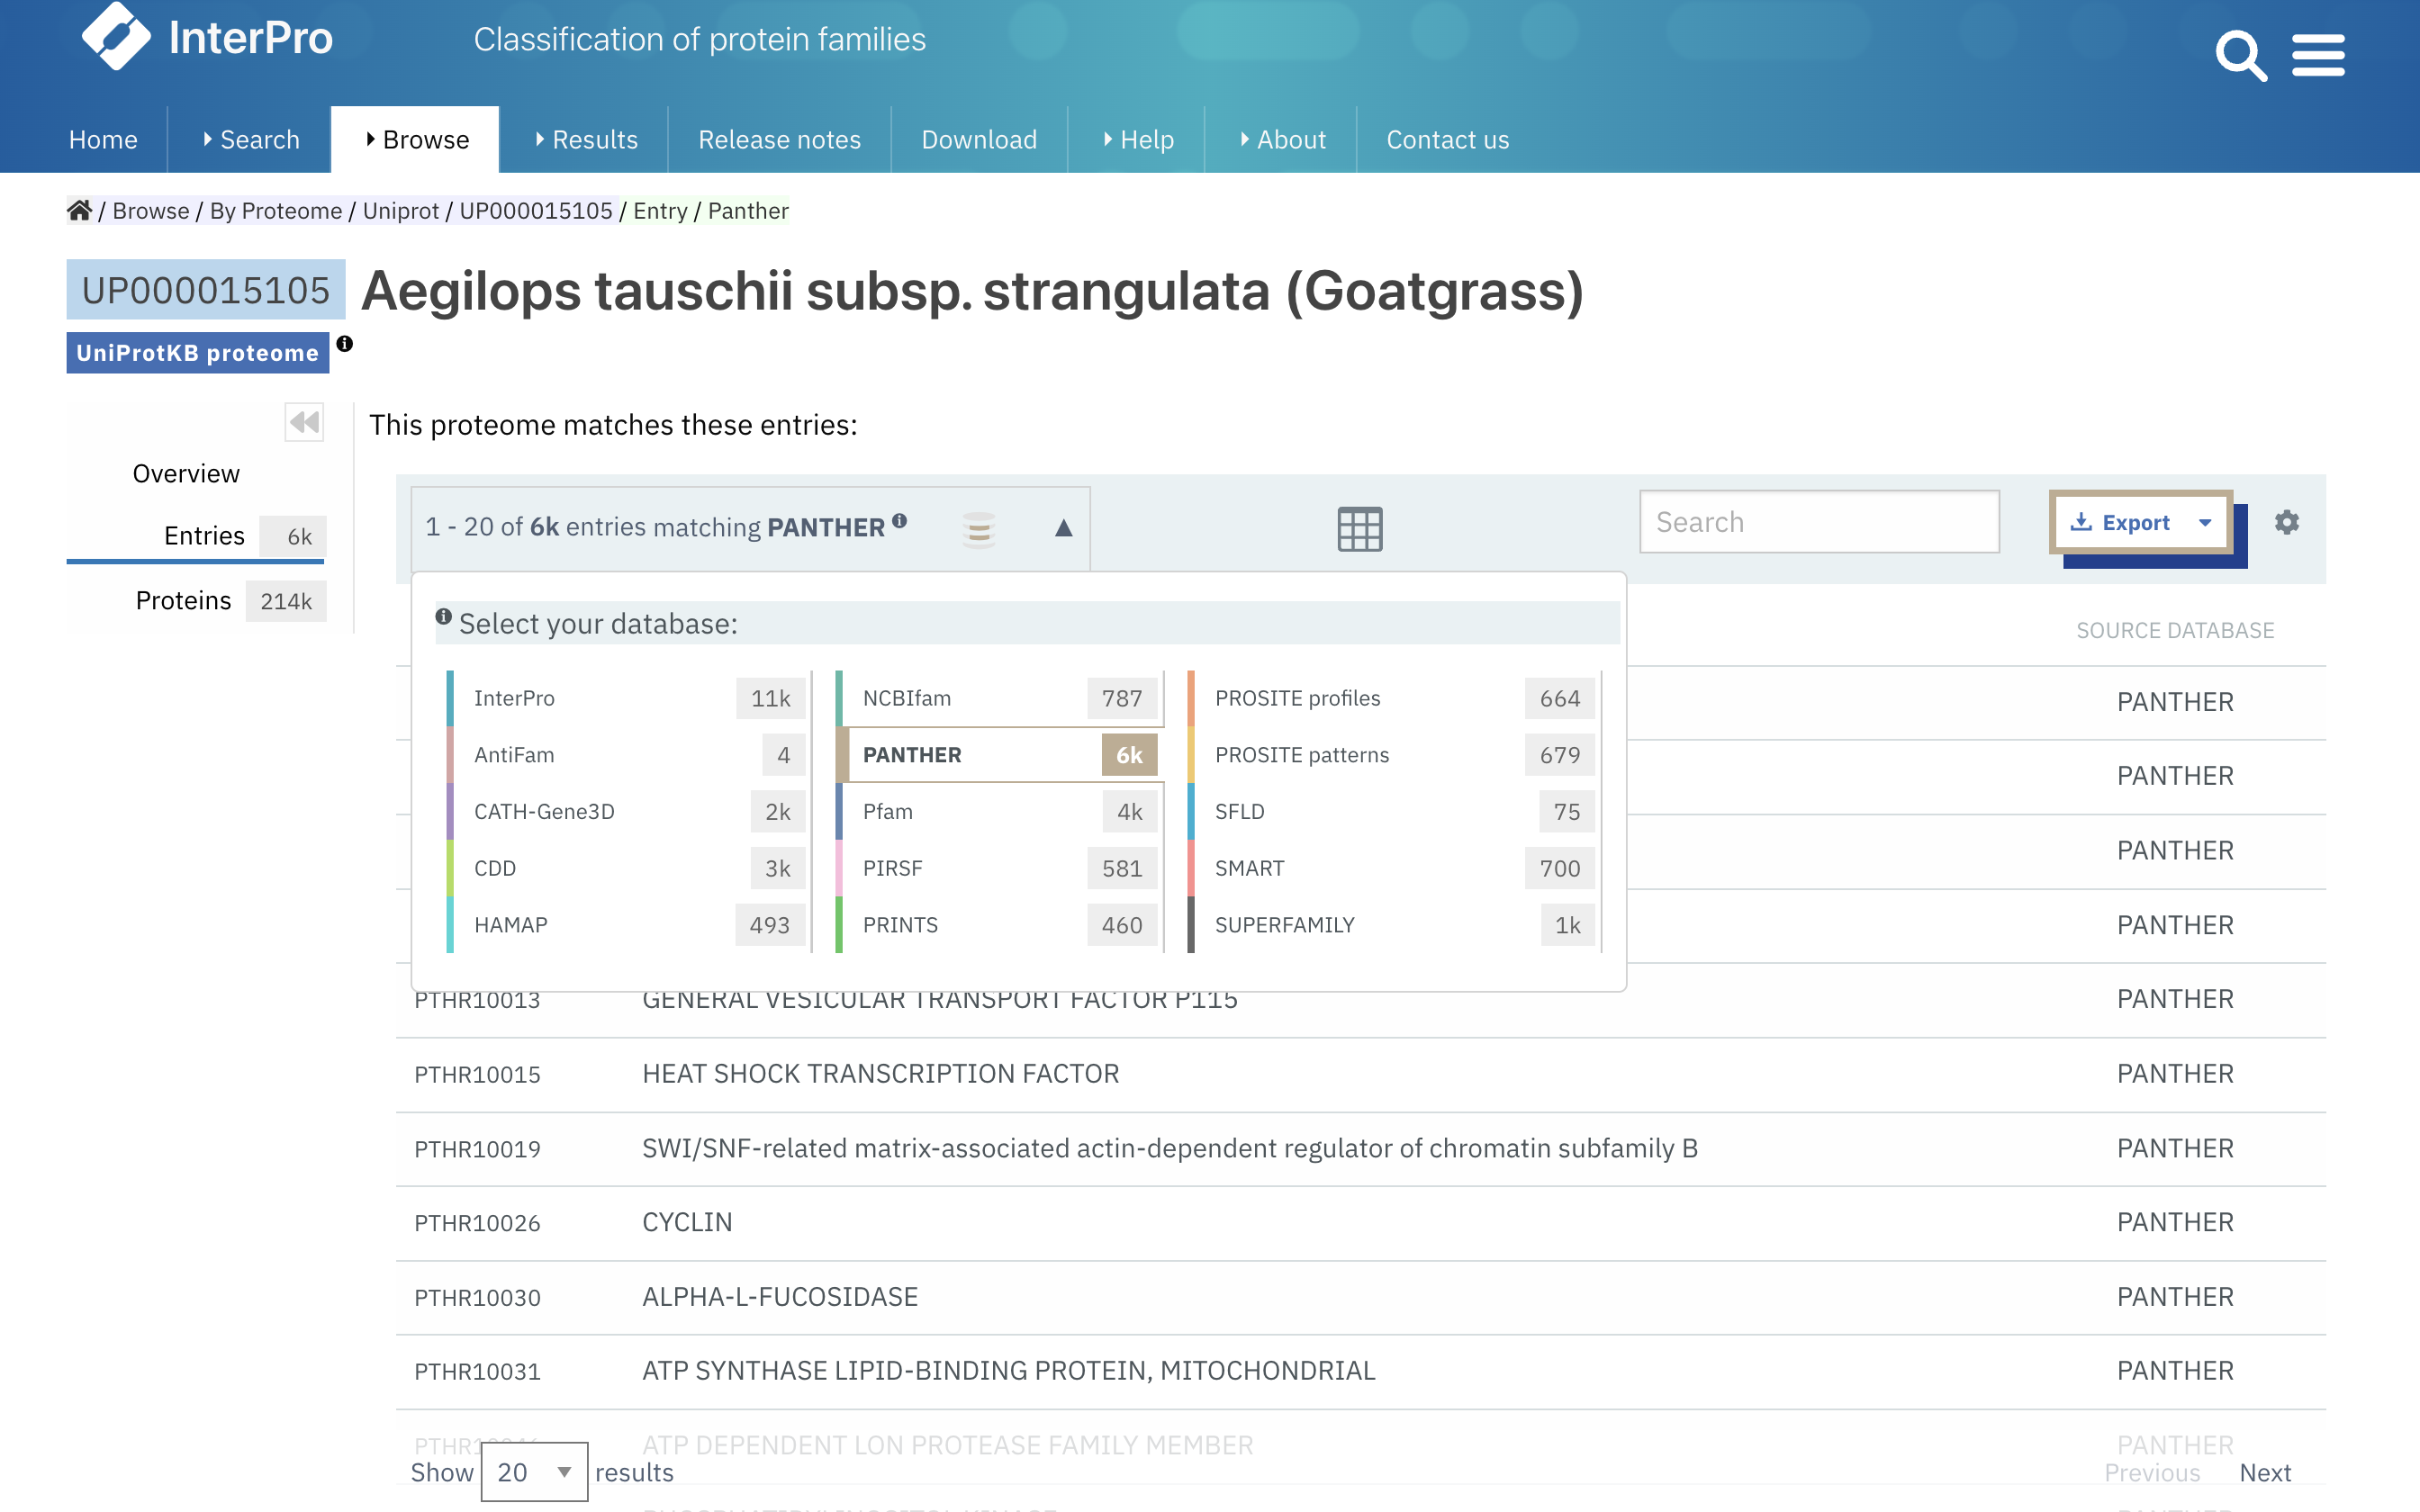 InterPro
Classification of protein families
Home Search Browse Results Release notes Download Help About Contact us
/ Browse / By Proteome / Uniprot / UP000015105 / Entry / Panther
UP000015105 Aegilops tauschii subsp. strangulata (Goatgrass)
UniProtKB proteome
This proteome matches these entries:
Overview
Entries 6k
Proteins 214k
1 - 20 of 6k entries matching PANTHER
Search
Export
Select your database:
SOURCE DATABASE
InterPro 11k NCBIfam 787 PROSITE profiles 664
PANTHER
AntiFam 4 PANTHER 6k PROSITE patterns 679
PANTHER
CATH-Gene3D 2k Pfam 4k SFLD 75
PANTHER
CDD 3k PIRSF 581 SMART 700
HAMAP 493 PRINTS 460 SUPERFAMILY 1k
PANTHER
PTHR10013 GENERAL VESICULAR TRANSPORT FACTOR P115 PANTHER
PTHR10015 HEAT SHOCK TRANSCRIPTION FACTOR PANTHER
PTHR10019 SWI/SNF-related matrix-associated actin-dependent regulator of chromatin subfamily B PANTHER
PTHR10026 CYCLIN PANTHER
PTHR10030 ALPHA-L-FUCOSIDASE PANTHER
PTHR10031 ATP SYNTHASE LIPID-BINDING PROTEIN, MITOCHONDRIAL PANTHER
ATP DEPENDENT LON PROTEASE FAMILY MEMBER PANTHER
Show 20 results
Previous Next